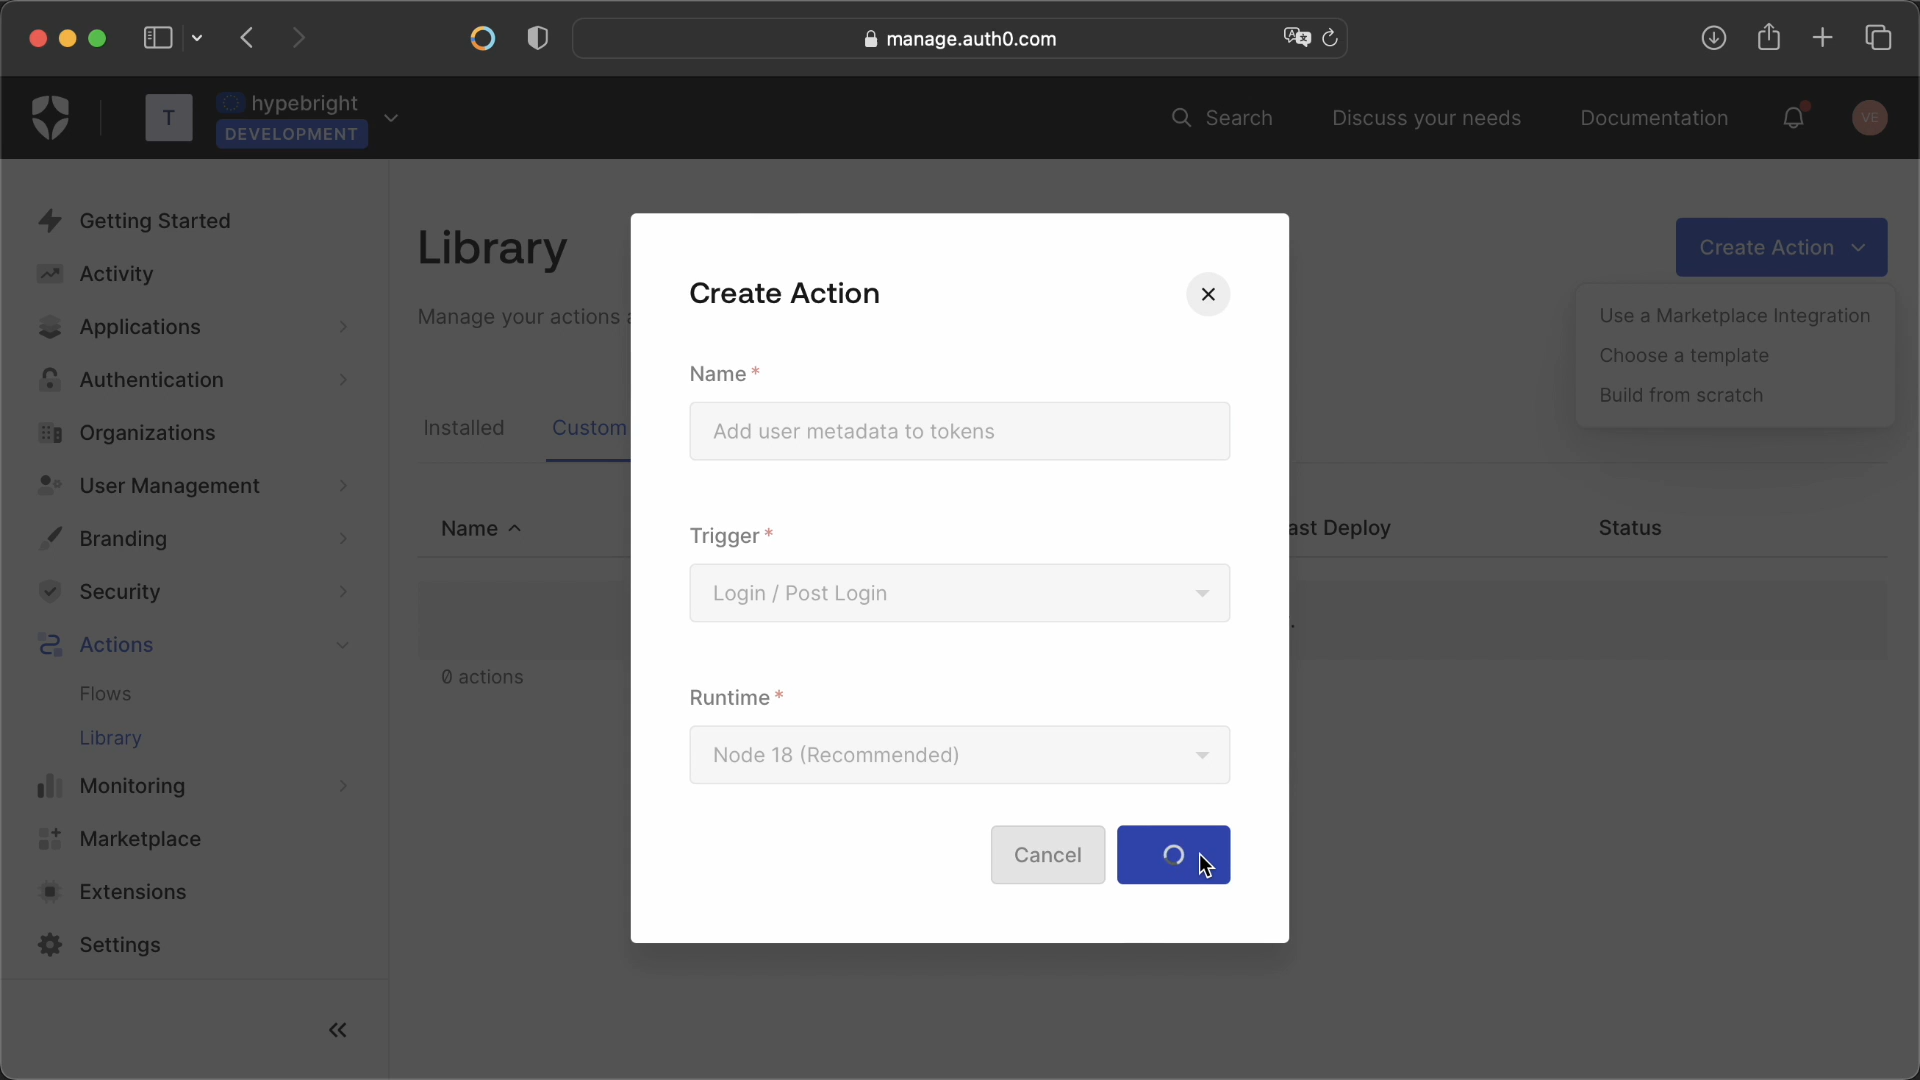 manage.auth0.com
T
hypebright
DEVELOPMENT
Search
Discuss your needs
Documentation
VE
Getting Started
Activity
Applications
Authentication
Organizations
User Management
Branding
Security
Actions
Flows
Library
Monitoring
Marketplace
Extensions
Settings
Library
Manage your actions
Create Action
Use a Marketplace Integration
Choose a template
Build from scratch
Installed
Custom
Name
ast Deploy
Status
0 actions
Create Action
Name *
Add user metadata to tokens
Trigger *
Login / Post Login
Runtime *
Node 18 (Recommended)
Cancel